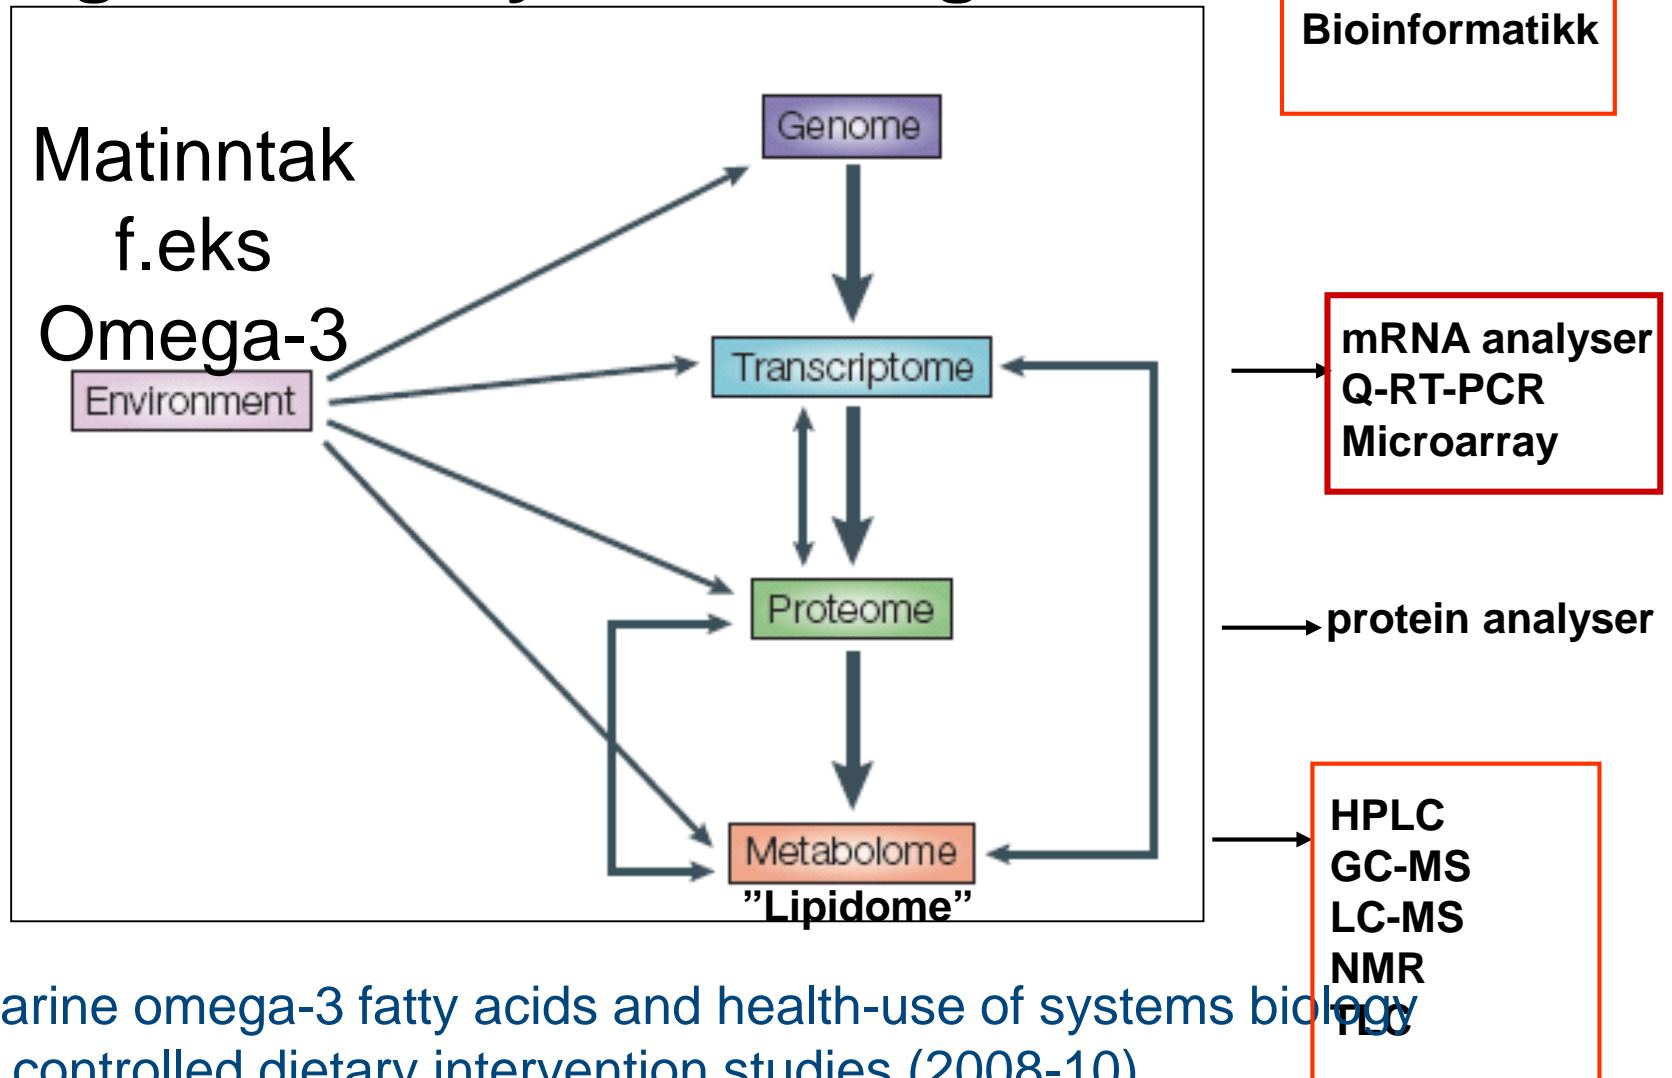 Bioinformatikk
Matinntak
f.eks
Omega-3
Environment
Genome
Transcriptome
Proteome
Metabolome
”Lipidome”
mRNA analyser
Q-RT-PCR
Microarray
protein analyser
HPLC
GC-MS
LC-MS
NMR
TLC
arine omega-3 fatty acids and health-use of systems biology
controlled dietary intervention studies (2008-10)